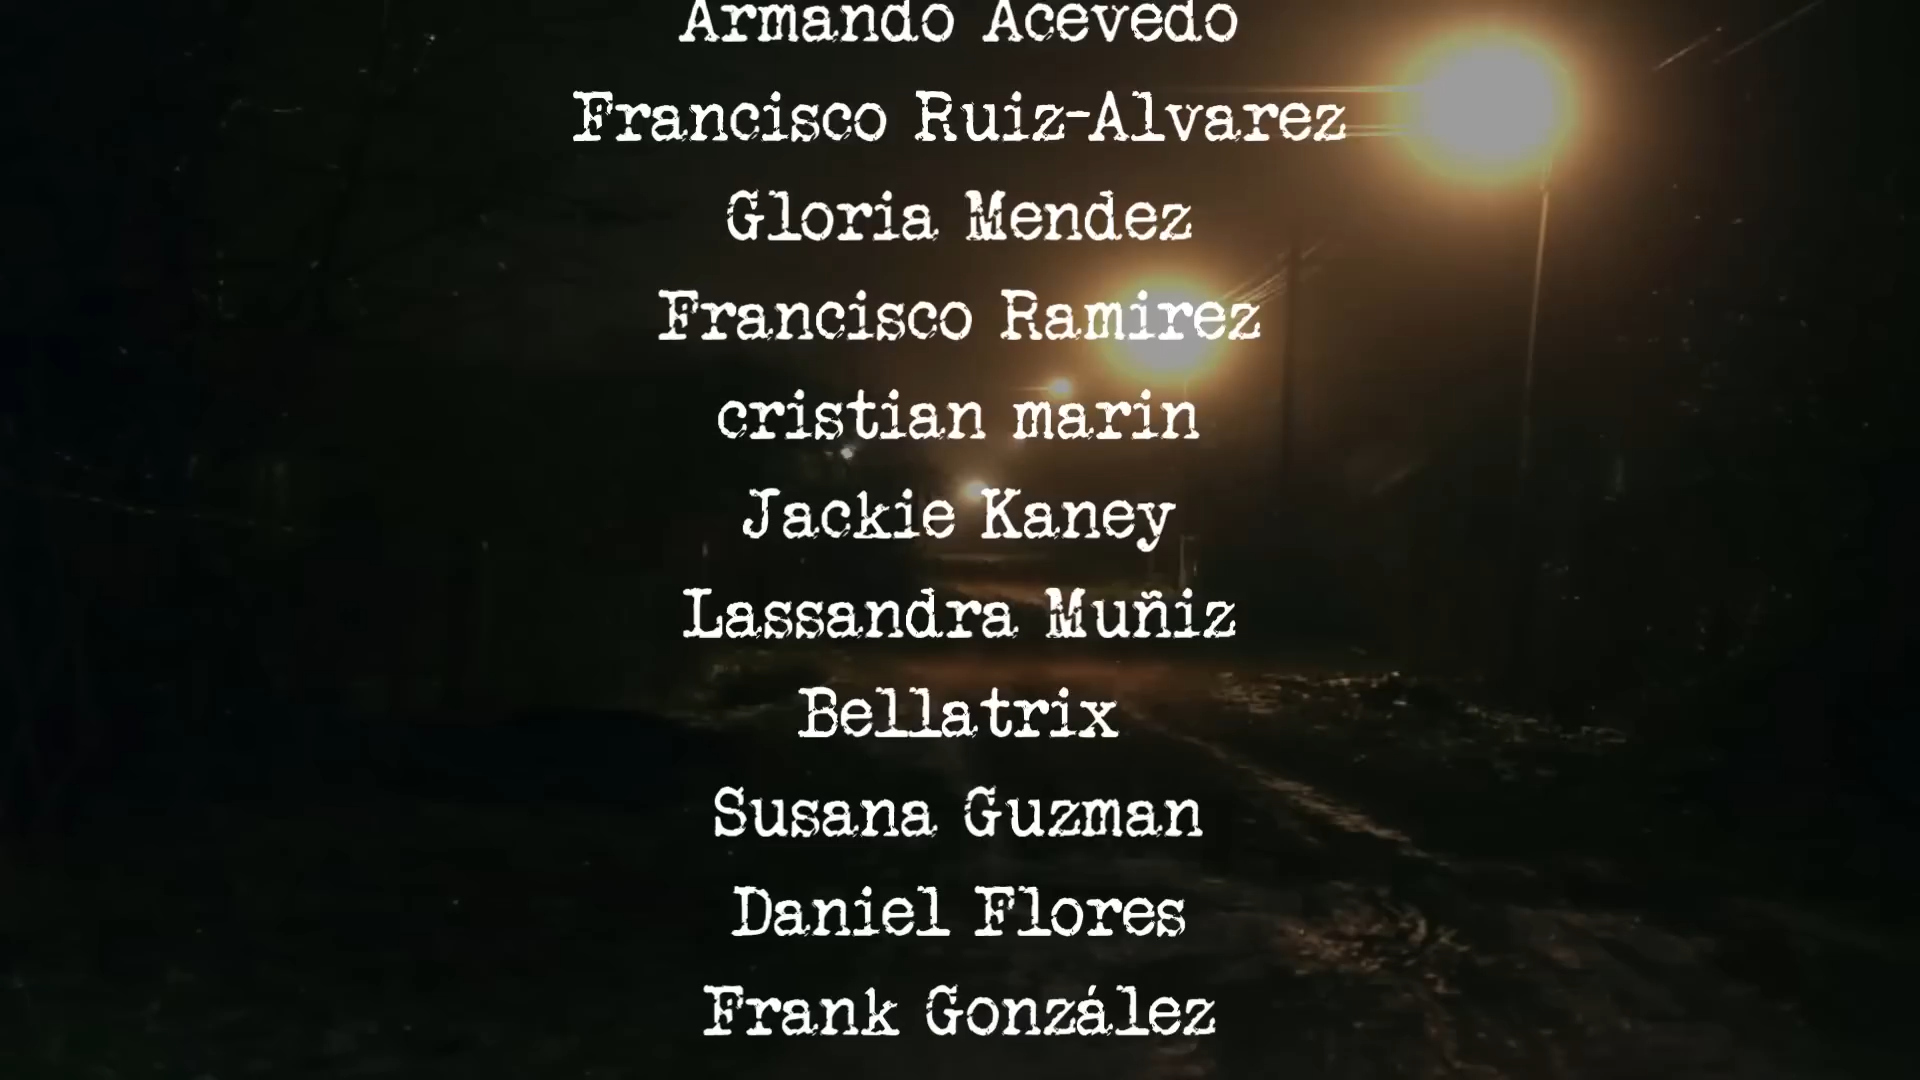 Armando Acevedo
Francisco Ruiz-Alvarez
Gloria Mendez
Francisco Ramirez
cristian marin
Jackie Kaney
Lassandra Muñiz
Bellatrix
Susana Guzman
Daniel Flores
Frank González